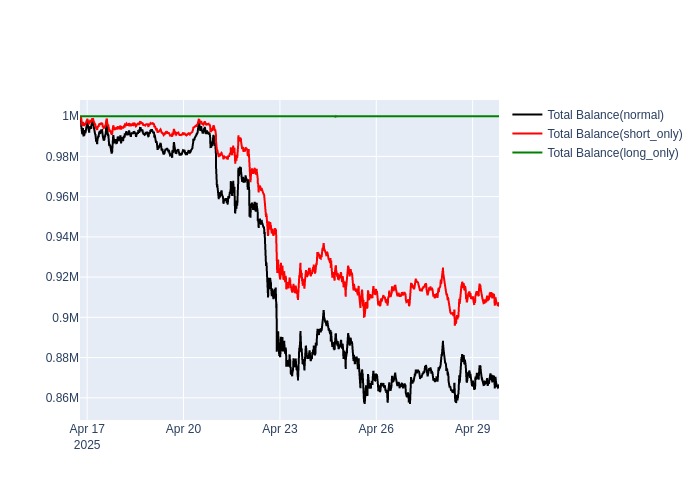 1M
0.98M
0.96M
0.94M
0.92M
0.9M
0.88M
0.86M
Apr 17
2025
Apr 20
Apr 23
Apr 26
Apr 29
Total Balance(normal)
Total Balance(short_only)
Total Balance(long_only)